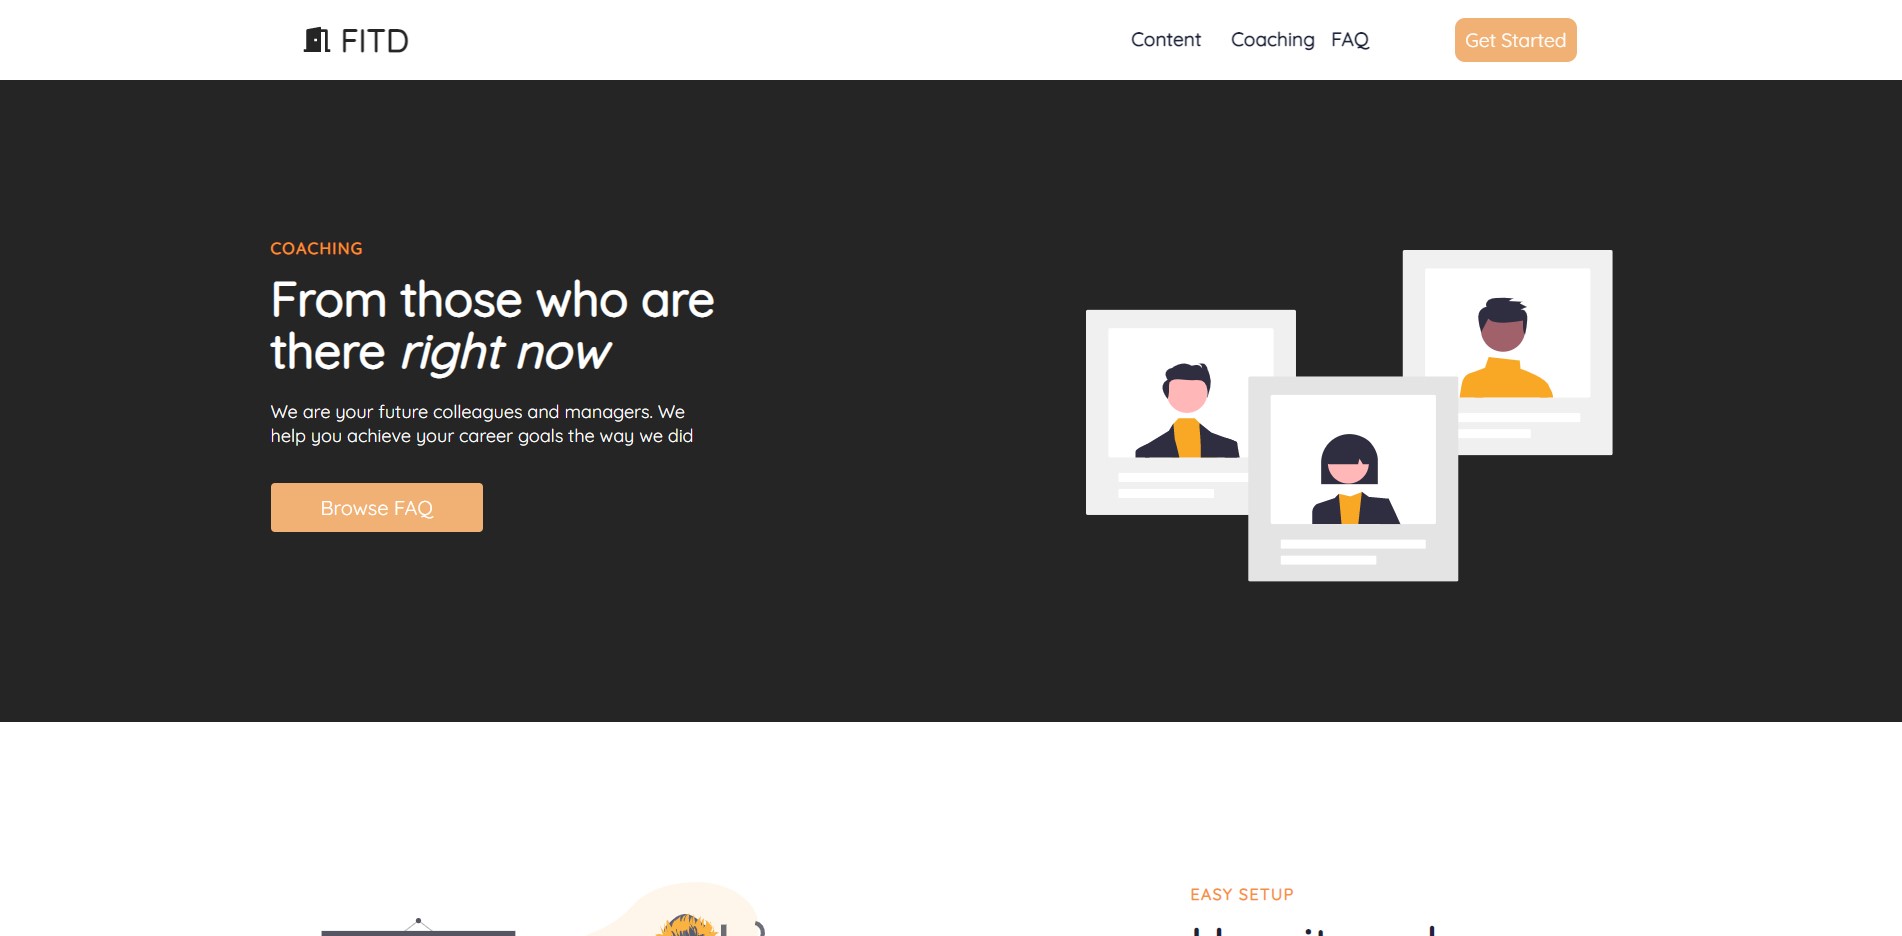 FITD
Content
Coaching
FAQ
Get Started
COACHING
From those who are
there right now
We are your future colleagues and managers. We
help you achieve your career goals the way we did
Browse FAQ
EASY SETUP